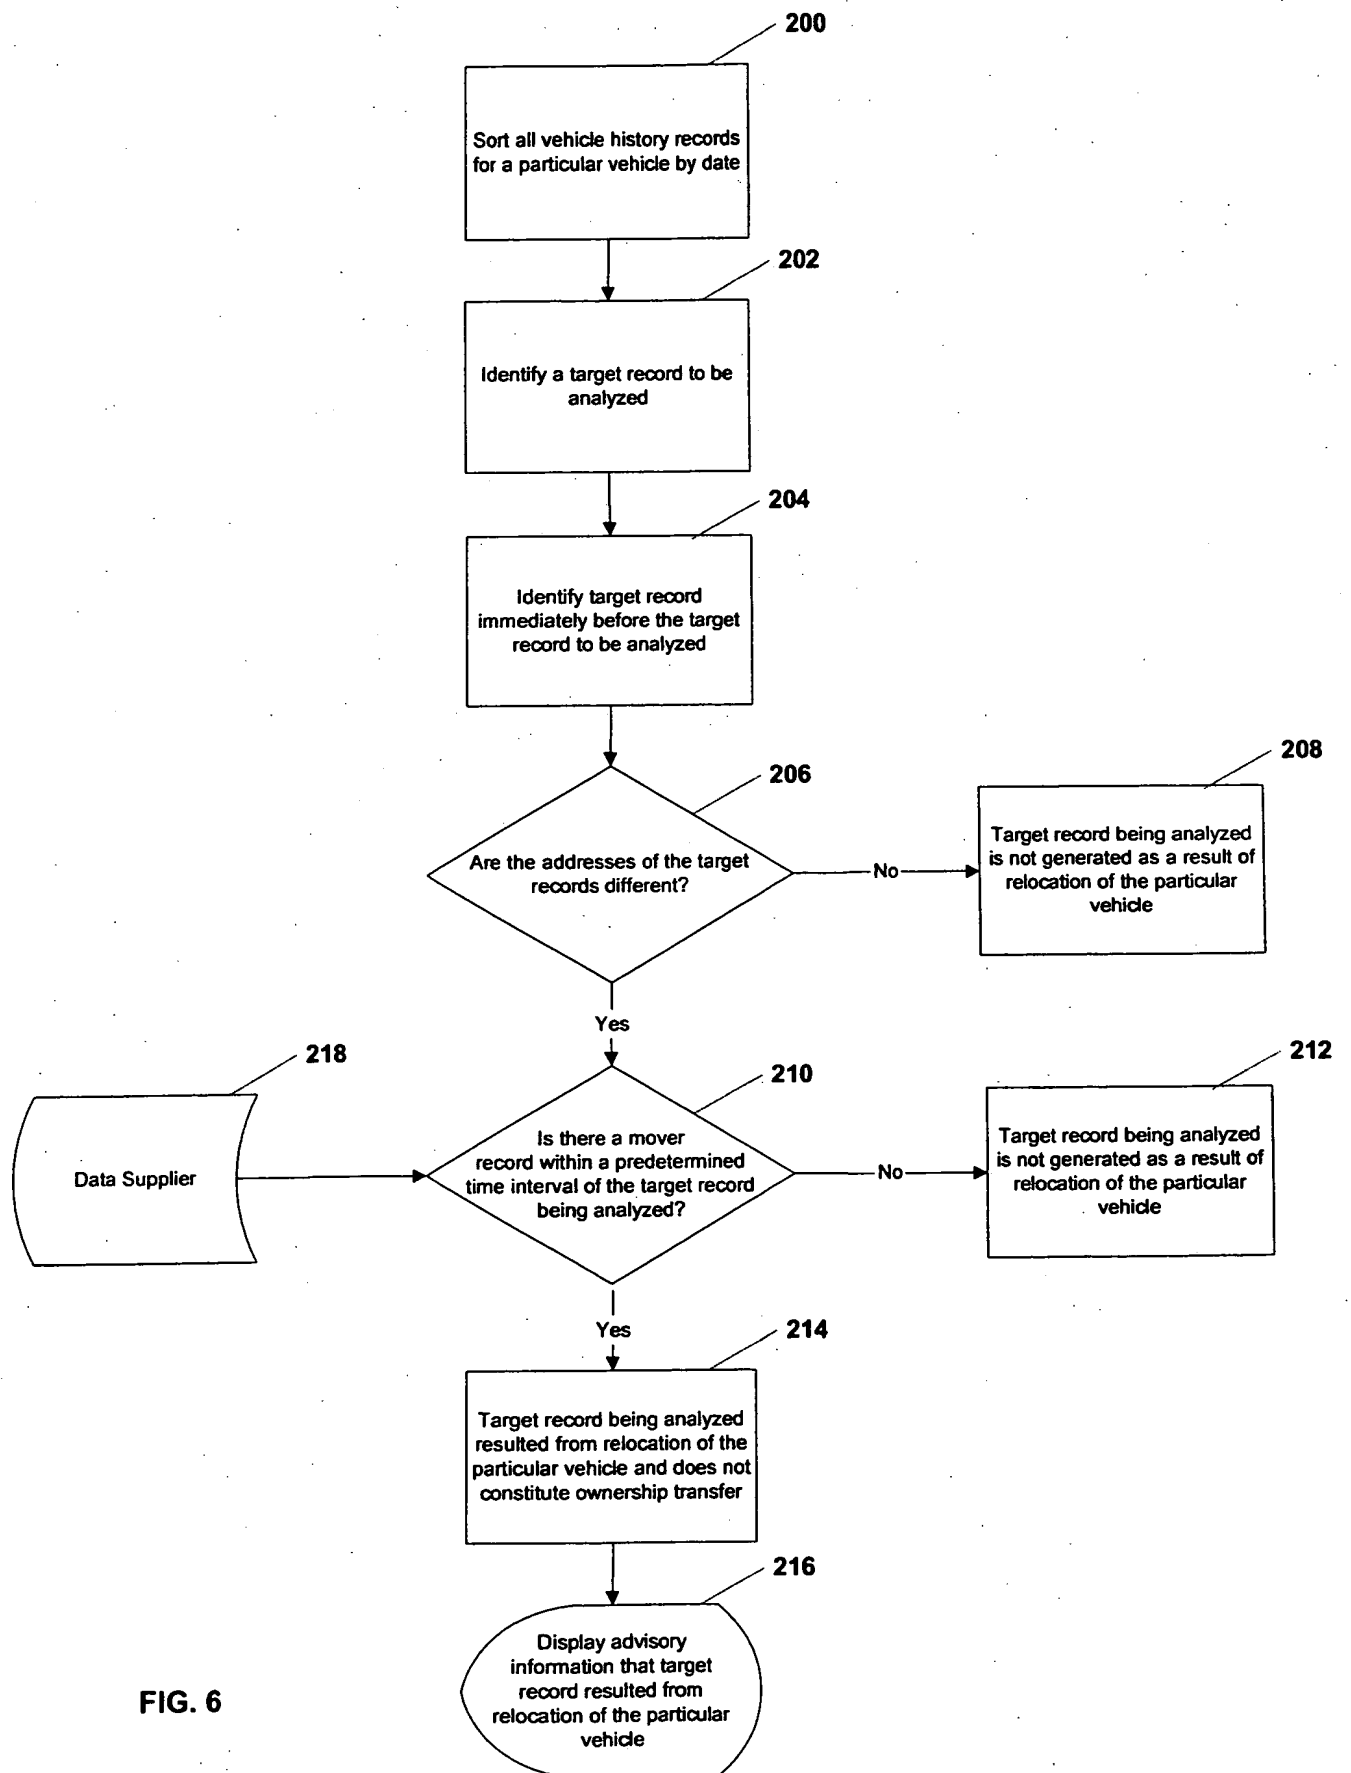 200
Sort all vehicle history records
for a particular vehicle by date
202
Identify a target record to be
analyzed
204
Identify target record
immediately before the target
record to be analyzed
206
Are the addresses of the target
records different?
No
208
Target record being analyzed
is not generated as a result of
relocation of the particular
vehicle
Yes
218
Data Supplier
210
Is there a mover
record within a predetermined
time interval of the target record
being analyzed?
No
212
Target record being analyzed
is not generated as a result of
relocation of the particular
vehicle
Yes
214
Target record being analyzed
resulted from relocation of the
particular vehicle and does not
constitute ownership transfer
216
Display advisory
information that target
record resulted from
relocation of the particular
vehicle
FIG. 6